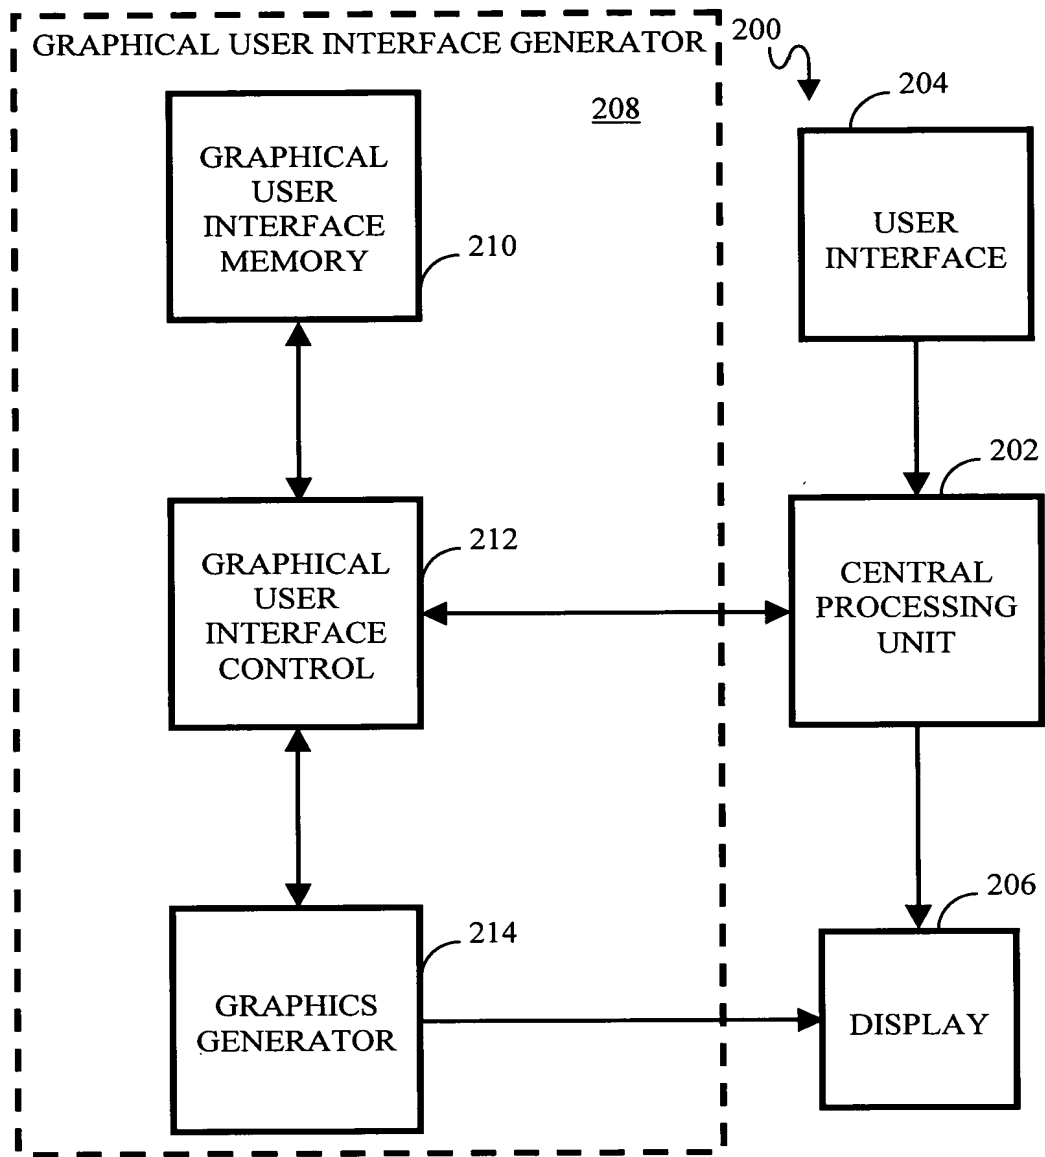 GRAPHICAL USER INTERFACE GENERATOR
200
208
204
GRAPHICAL
USER
INTERFACE
MEMORY
210
USER
INTERFACE
202
212
GRAPHICAL
USER
INTERFACE
CONTROL
CENTRAL
PROCESSING
UNIT
206
214
GRAPHICS
GENERATOR
DISPLAY